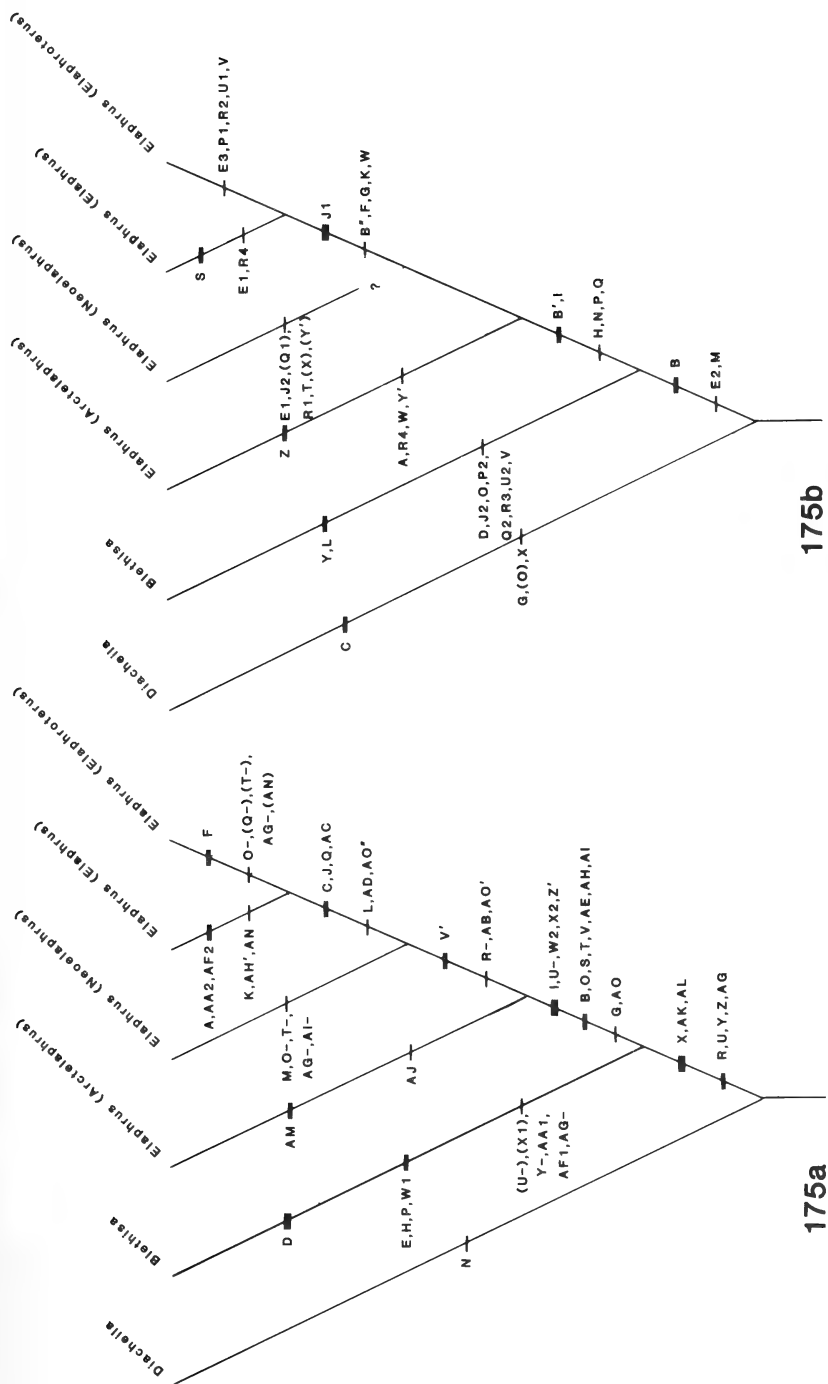 Diacheila
Blethisa
Elaphrus (Arctelaphrus)
Elaphrus (Neoelaphrus)
Elaphrus (Elaphrus)
Elaphrus (Elaphroterus)
F
O-,(Q-),(T-),
AG-,(AN)
A,AA2,AF2
K,AH',AN
C,J,Q,AC
L,AD,AO"
M,O-,T-,
AG-,AI-
V'
R-,AB,AO'
AM
AJ
I,U-,W2,X2,Z'
B,O,S,T,V,AE,AH,AI
G,AO
D
E,H,P,W1
(U-),(X1),
Y-,AA1,
AF1,AG-
X,AK,AL
R,U,Y,Z,AG
N
175a
Diacheila
Blethisa
Elaphrus (Arctelaphrus)
Elaphrus (Neoelaphrus)
Elaphrus (Elaphrus)
Elaphrus (Elaphroterus)
E3,P1,R2,U1,V
S
E1,R4
J1
B",F,G,K,W
?
E1,J2,(Q1),
R1,T,(X),(Y')
Z
A,R4,W,Y'
B',I
H,N,P,Q
Y,L
D,J2,O,P2,
Q2,R3,U2,V
B
E2,M
C
G,(O),X
175b